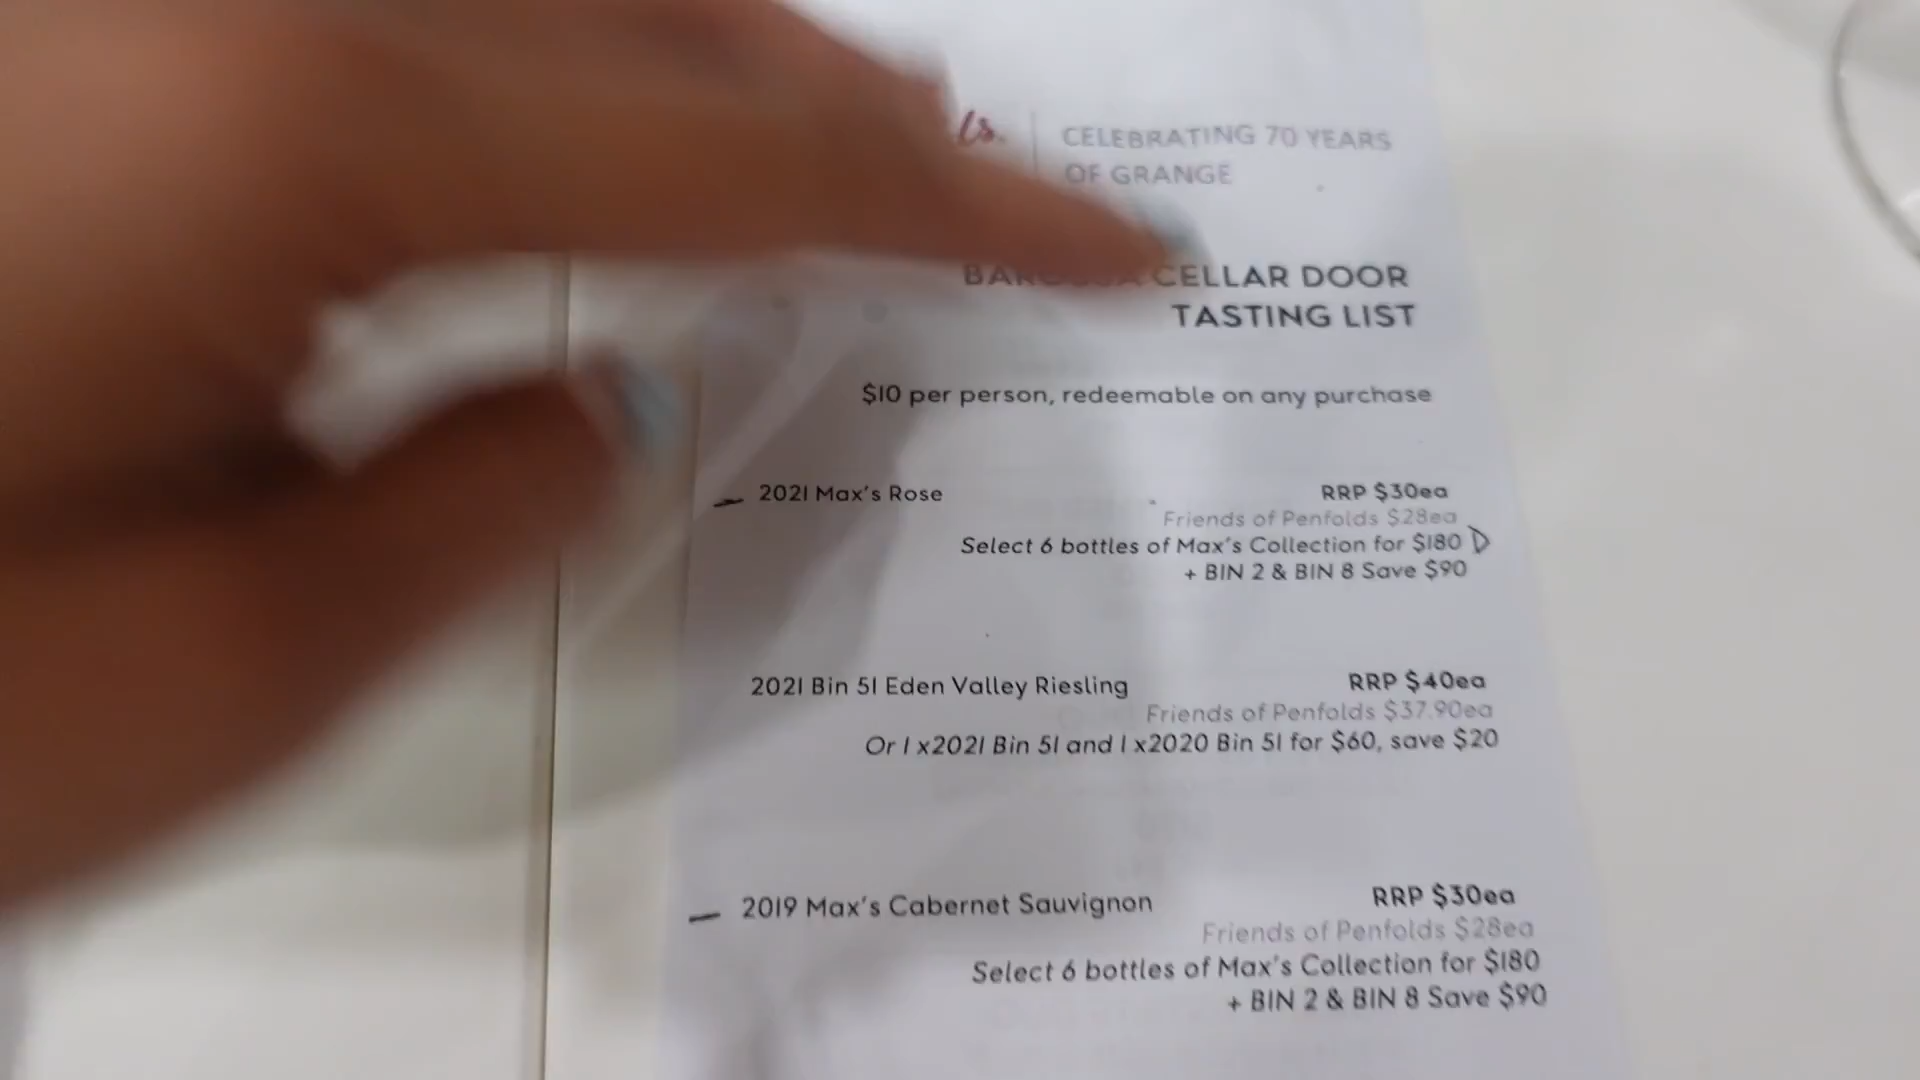 CELEBRATING 70 YEARS
OF GRANGE
CELLAR DOOR
TASTING LIST
$10 per person, redeemable on any purchase
2021 Max's Rose RRP $30ea
Friends of Penfolds $28ea
Select 6 bottles of Max's Collection for $180
+ BIN 2 & BIN 8 Save $90
2021 Bin 51 Eden Valley Riesling RRP $40ea
Friends of Penfolds $37.90ea
Or 1 x2021 Bin 51 and 1 x2020 Bin 51 for $60, save $20
2019 Max's Cabernet Sauvignon RRP $30ea
Friends of Penfolds $28ea
Select 6 bottles of Max's Collection for $180
+ BIN 2 & BIN 8 Save $90